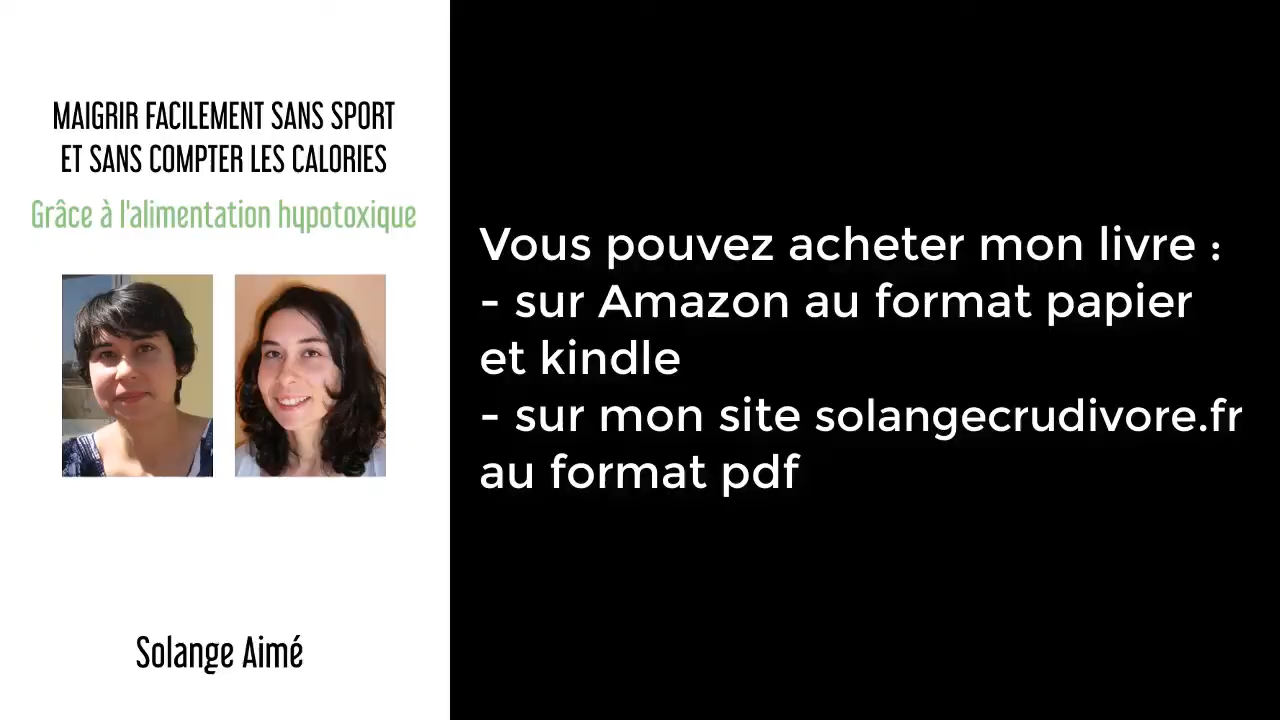 MAIGRIR FACILEMENT SANS SPORT
ET SANS COMPTER LES CALORIES
Grâce à l'alimentation hypotoxique
Solange Aimé
Vous pouvez acheter mon livre :
- sur Amazon au format papier
et kindle
- sur mon site solangecrudivore.fr
au format pdf